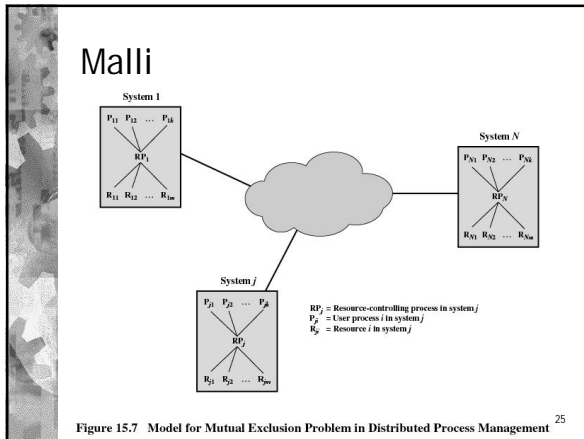 Malli
System 1
P11 P12 … P1k
RP1
R11 R12 … R1m
System N
PN1 PN2 … PNk
RPN
RN1 RN2 … RNm
System j
Pj1 Pj2 … Pjk
RPj
Rj1 Rj2 … Rjm
RPj = Resource-controlling process in system j
Pji = User process i in system j
Rji = Resource i in system j
Figure 15.7 Model for Mutual Exclusion Problem in Distributed Process Management
25